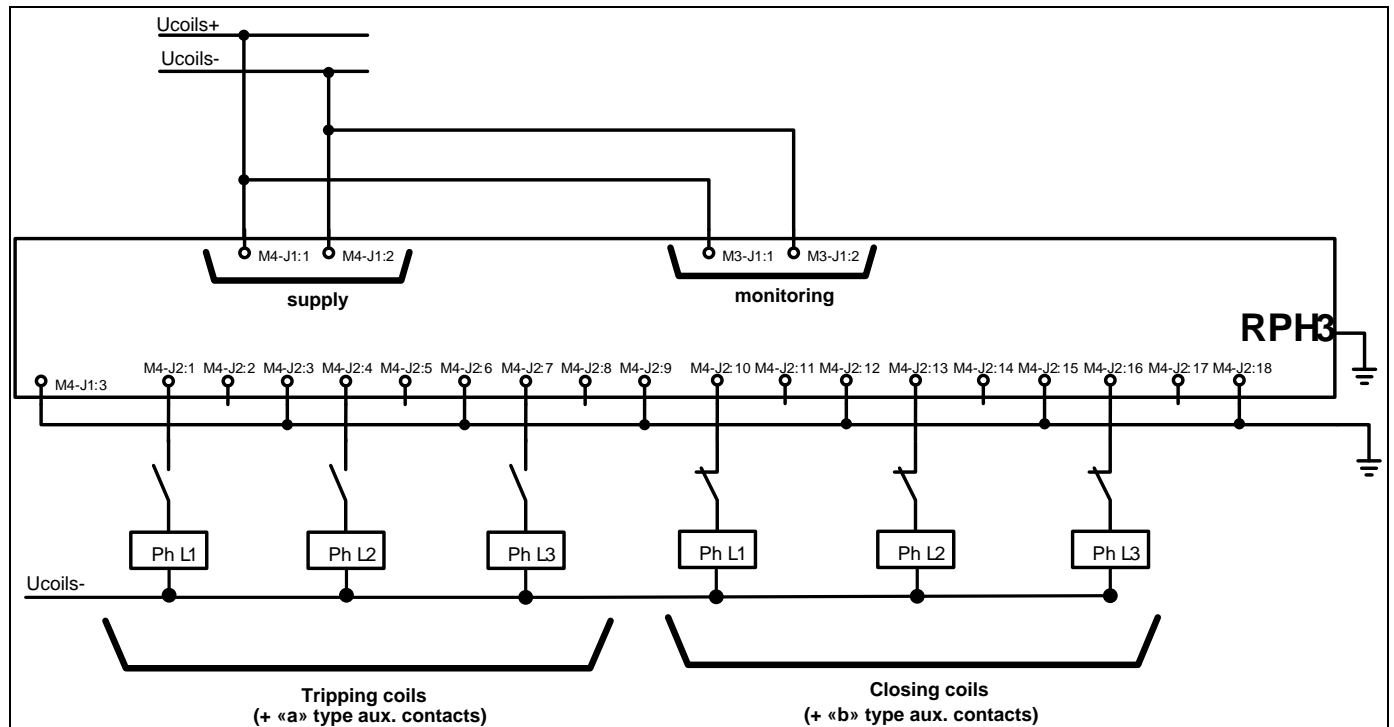 Ucoils+
Ucoils-
M4-J1:1 M4-J1:2 M3-J1:1 M3-J1:2
supply monitoring
RPH3
M4-J1:3 M4-J2:1 M4-J2:2 M4-J2:3 M4-J2:4 M4-J2:5 M4-J2:6 M4-J2:7 M4-J2:8 M4-J2:9 M4-J2:10 M4-J2:11 M4-J2:12 M4-J2:13 M4-J2:14 M4-J2:15 M4-J2:16 M4-J2:17 M4-J2:18
Ph L1 Ph L2 Ph L3 Ph L1 Ph L2 Ph L3
Ucoils-
Tripping coils
(+ «a» type aux. contacts)
Closing coils
(+ «b» type aux. contacts)